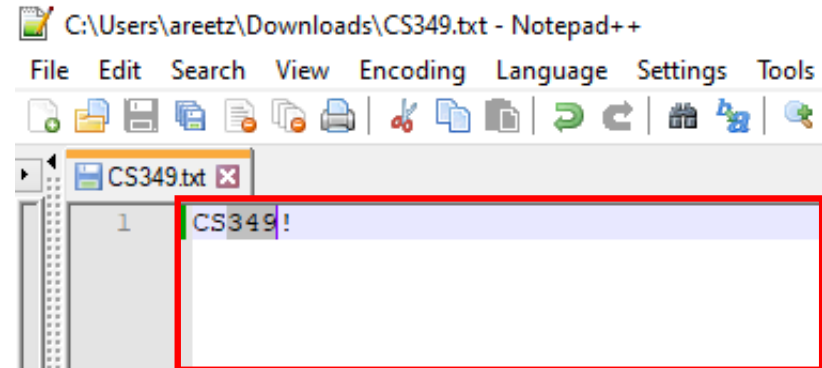 C:\Users\areetz\Downloads\CS349.txt - Notepad++
File Edit Search View Encoding Language Settings Tools
CS349.txt
1 CS349!